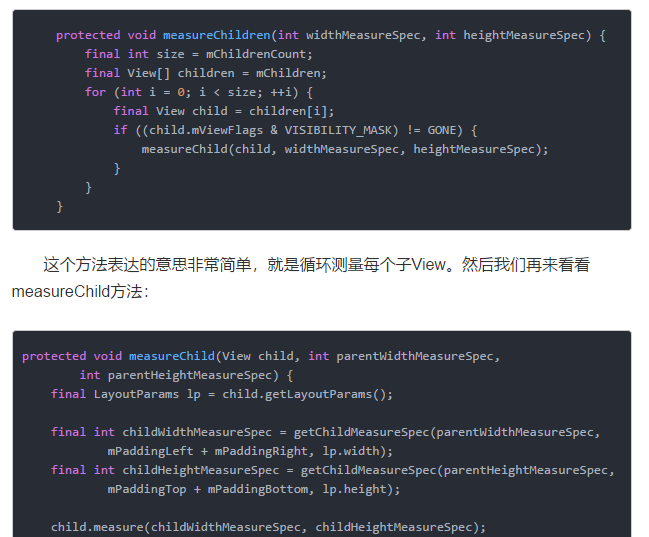 protected void measureChildren(int widthMeasureSpec, int heightMeasureSpec) {
final int size = mChildrenCount;
final View[] children = mChildren;
for (int i = 0; i < size; ++i) {
final View child = children[i];
if ((child.mViewFlags & VISIBILITY_MASK) != GONE) {
measureChild(child, widthMeasureSpec, heightMeasureSpec);
}
}
}
这个方法表达的意思非常简单，就是循环测量每个子View。然后我们再来看看
measureChild方法：
protected void measureChild(View child, int parentWidthMeasureSpec,
int parentHeightMeasureSpec) {
final LayoutParams lp = child.getLayoutParams();
final int childWidthMeasureSpec = getChildMeasureSpec(parentWidthMeasureSpec,
mPaddingLeft + mPaddingRight, lp.width);
final int childHeightMeasureSpec = getChildMeasureSpec(parentHeightMeasureSpec,
mPaddingTop + mPaddingBottom, lp.height);
child.measure(childWidthMeasureSpec, childHeightMeasureSpec);